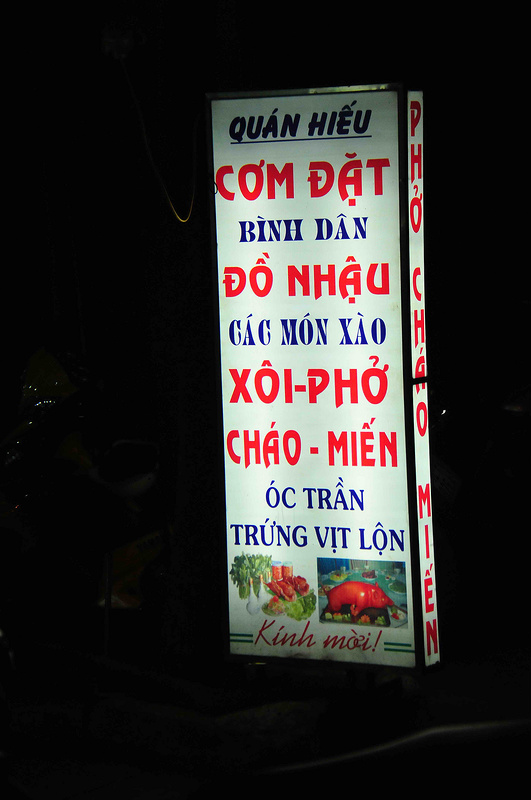 QUÁN HIẾU
CƠM ĐẶT
BÌNH DÂN
ĐỒ NHẬU
CÁC MÓN XÀO
XÔI-PHỞ
CHÁO - MIẾN
ÓC TRẦN
TRỨNG VỊT LỘN
Kính mời!
PHỞ CHÁO MIẾN